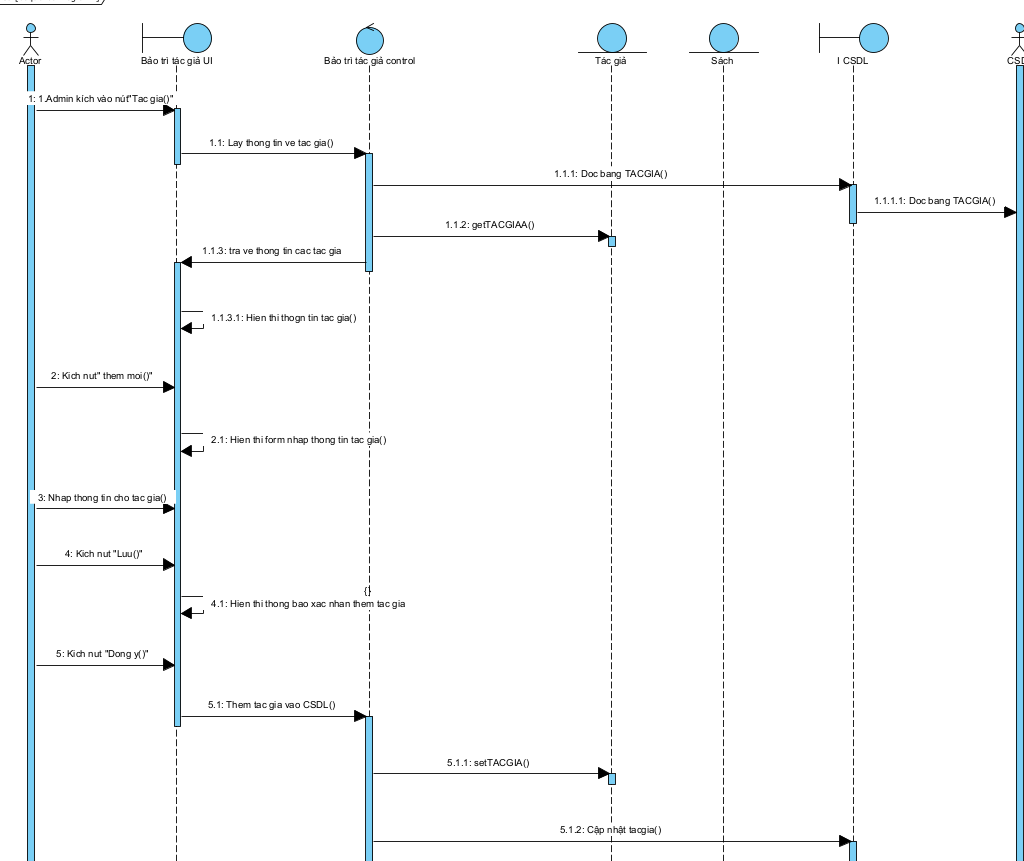 Actor
Bảo trì tác giả UI
Bảo trì tác giả control
Tác giả
Sách
I CSDL
CSD
1: 1.Admin kích vào nút"Tac gia()"
1.1: Lay thong tin ve tac gia()
1.1.1: Doc bang TACGIA()
1.1.1.1: Doc bang TACGIA()
1.1.2: getTACGIAA()
1.1.3: tra ve thong tin cac tac gia
1.1.3.1: Hien thi thogn tin tac gia()
2: Kich nut" them moi()"
2.1: Hien thi form nhap thong tin tac gia()
3: Nhap thong tin cho tac gia()
4: Kich nut "Luu()"
{}
4.1: Hien thi thong bao xac nhan them tac gia
5: Kich nut "Dong y()"
5.1: Them tac gia vao CSDL()
5.1.1: setTACGIA()
5.1.2: Cập nhật tacgia()